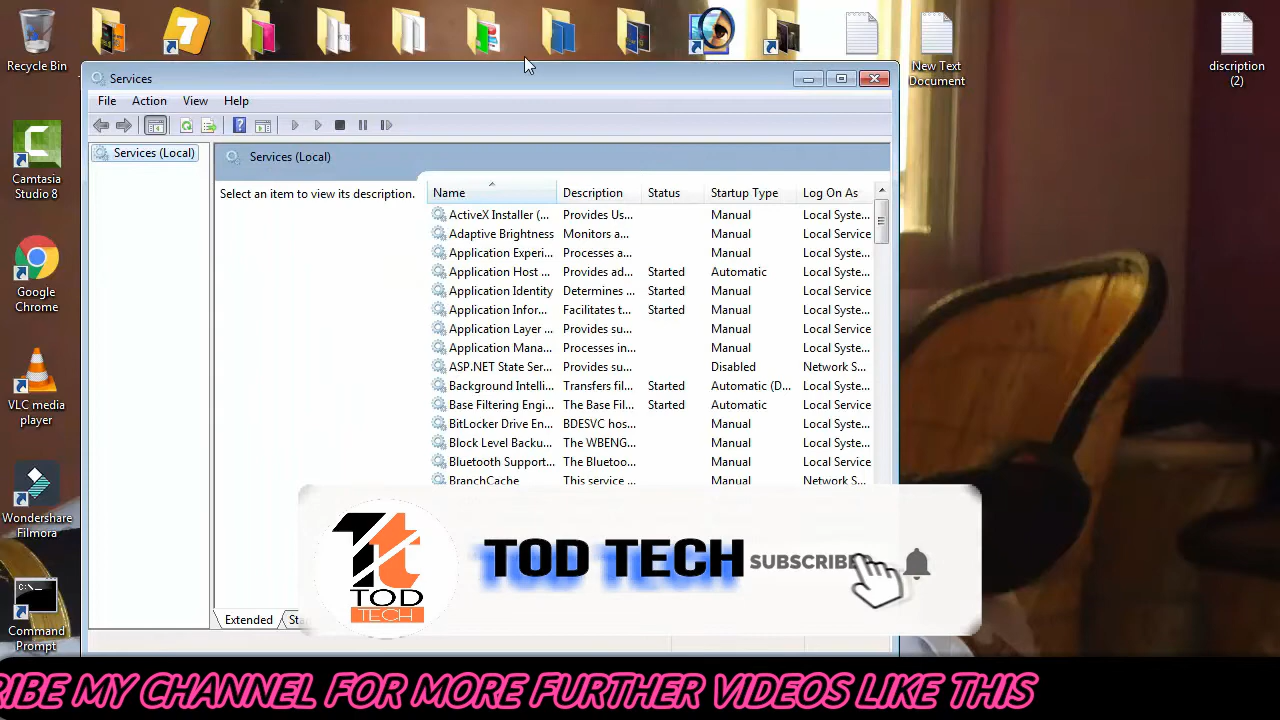 Recycle Bin
New Text Document
discription (2)
Services
File Action View Help
Camtasia Studio 8
Services (Local)
Services (Local)
Select an item to view its description.
Name Description Status Startup Type Log On As
ActiveX Installer (... Provides Us... Manual Local Syste...
Adaptive Brightness Monitors a... Manual Local Service
Application Experi... Processes a... Manual Local Syste...
Application Host ... Provides ad... Started Automatic Local Syste...
Application Identity Determines ... Started Manual Local Service
Application Infor... Facilitates t... Started Manual Local Syste...
Application Layer ... Provides su... Manual Local Service
Application Mana... Processes in... Manual Local Syste...
ASP.NET State Ser... Provides su... Disabled Network S...
Background Intelli... Transfers fil... Started Automatic (D... Local Syste...
Base Filtering Engi... The Base Fil... Started Automatic Local Service
BitLocker Drive En... BDESVC hos... Manual Local Syste...
Block Level Backu... The WBENG... Manual Local Syste...
Bluetooth Support... The Bluetoo... Manual Local Service
BranchCache This service ... Manual Network S...
Google Chrome
VLC media player
Wondershare Filmora
Command Prompt
C:\_
1t
TOD
TECH
TOD TECH
SUBSCRIBE
Extended
RIBE MY CHANNEL FOR MORE FURTHER VIDEOS LIKE THIS